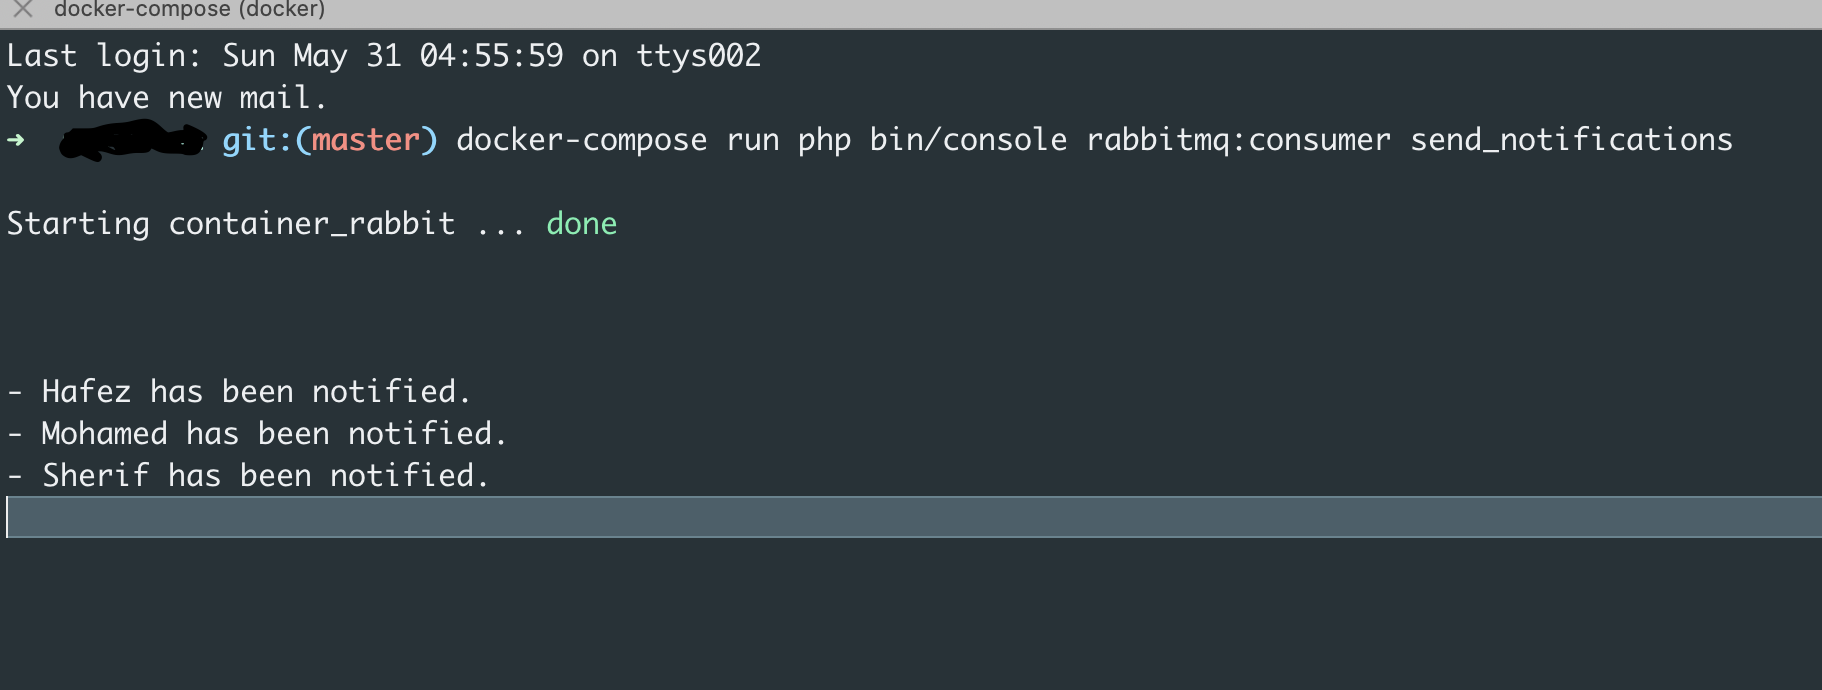 docker-compose (docker)
Last login: Sun May 31 04:55:59 on ttys002
You have new mail.
➜ git:(master) docker-compose run php bin/console rabbitmq:consumer send_notifications
Starting container_rabbit ... done
- Hafez has been notified.
- Mohamed has been notified.
- Sherif has been notified.